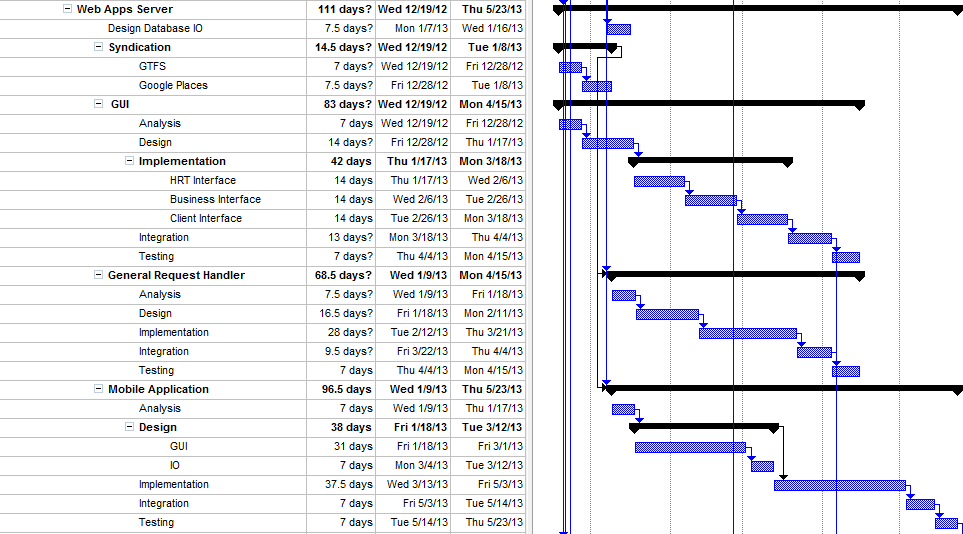 Web Apps Server 111 days? Wed 12/19/12 Thu 5/23/13
Design Database IO 7.5 days? Mon 1/7/13 Wed 1/16/13
Syndication 14.5 days? Wed 12/19/12 Tue 1/8/13
GTFS 7 days? Wed 12/19/12 Fri 12/28/12
Google Places 7.5 days? Fri 12/28/12 Tue 1/8/13
GUI 83 days? Wed 12/19/12 Mon 4/15/13
Analysis 7 days Wed 12/19/12 Fri 12/28/12
Design 14 days? Fri 12/28/12 Thu 1/17/13
Implementation 42 days Thu 1/17/13 Mon 3/18/13
HRT Interface 14 days Thu 1/17/13 Wed 2/6/13
Business Interface 14 days Wed 2/6/13 Tue 2/26/13
Client Interface 14 days Tue 2/26/13 Mon 3/18/13
Integration 13 days? Mon 3/18/13 Thu 4/4/13
Testing 7 days? Thu 4/4/13 Mon 4/15/13
General Request Handler 68.5 days? Wed 1/9/13 Mon 4/15/13
Analysis 7.5 days? Wed 1/9/13 Fri 1/18/13
Design 16.5 days? Fri 1/18/13 Mon 2/11/13
Implementation 28 days? Tue 2/12/13 Thu 3/21/13
Integration 9.5 days? Fri 3/22/13 Thu 4/4/13
Testing 7 days Thu 4/4/13 Mon 4/15/13
Mobile Application 96.5 days Wed 1/9/13 Thu 5/23/13
Analysis 7 days Wed 1/9/13 Thu 1/17/13
Design 38 days Fri 1/18/13 Tue 3/12/13
GUI 31 days Fri 1/18/13 Fri 3/1/13
IO 7 days Mon 3/4/13 Tue 3/12/13
Implementation 37.5 days Wed 3/13/13 Fri 5/3/13
Integration 7 days Fri 5/3/13 Tue 5/14/13
Testing 7 days Tue 5/14/13 Thu 5/23/13